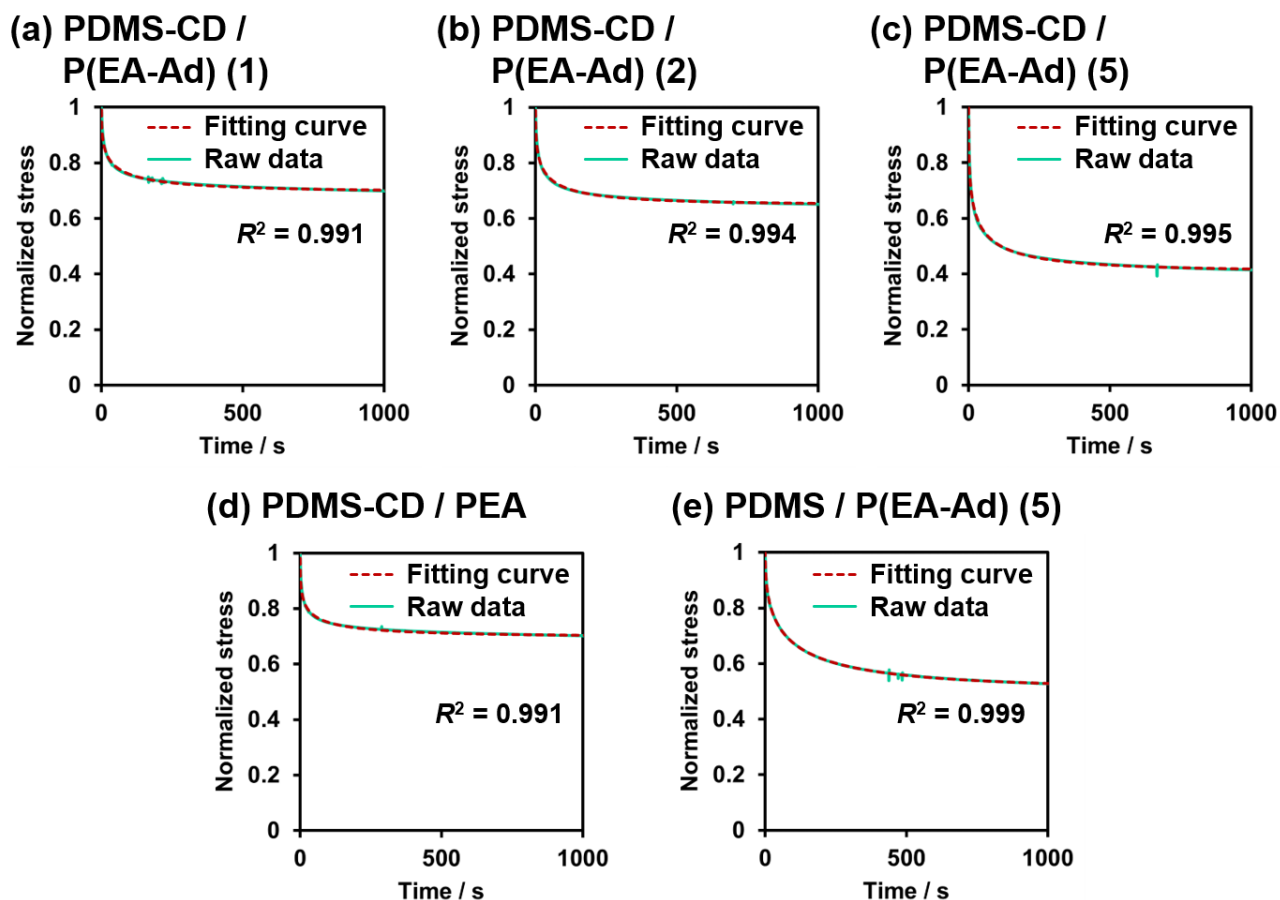 (a) PDMS-CD /
P(EA-Ad) (1)
1
0.8
0.6
0.4
0.2
0
Normalized stress
Fitting curve
Raw data
R² = 0.991
0 500 1000
Time / s
(b) PDMS-CD /
P(EA-Ad) (2)
1
0.8
0.6
0.4
0.2
0
Normalized stress
Fitting curve
Raw data
R² = 0.994
0 500 1000
Time / s
(c) PDMS-CD /
P(EA-Ad) (5)
1
0.8
0.6
0.4
0.2
0
Normalized stress
Fitting curve
Raw data
R² = 0.995
0 500 1000
Time / s
(d) PDMS-CD / PEA
1
0.8
0.6
0.4
0.2
0
Normalized stress
Fitting curve
Raw data
R² = 0.991
0 500 1000
Time / s
(e) PDMS / P(EA-Ad) (5)
1
0.8
0.6
0.4
0.2
0
Normalized stress
Fitting curve
Raw data
R² = 0.999
0 500 1000
Time / s